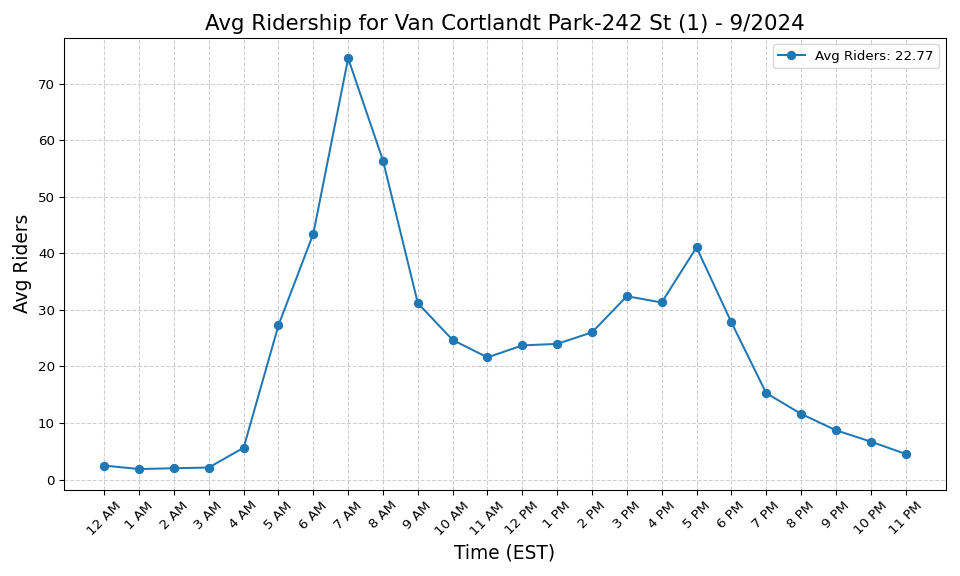 Avg Ridership for Van Cortlandt Park-242 St (1) - 9/2024
Avg Riders: 22.77
Avg Riders
70
60
50
40
30
20
10
0
12 AM
1 AM
2 AM
3 AM
4 AM
5 AM
6 AM
7 AM
8 AM
9 AM
10 AM
11 AM
12 PM
1 PM
2 PM
3 PM
4 PM
5 PM
6 PM
7 PM
8 PM
9 PM
10 PM
11 PM
Time (EST)